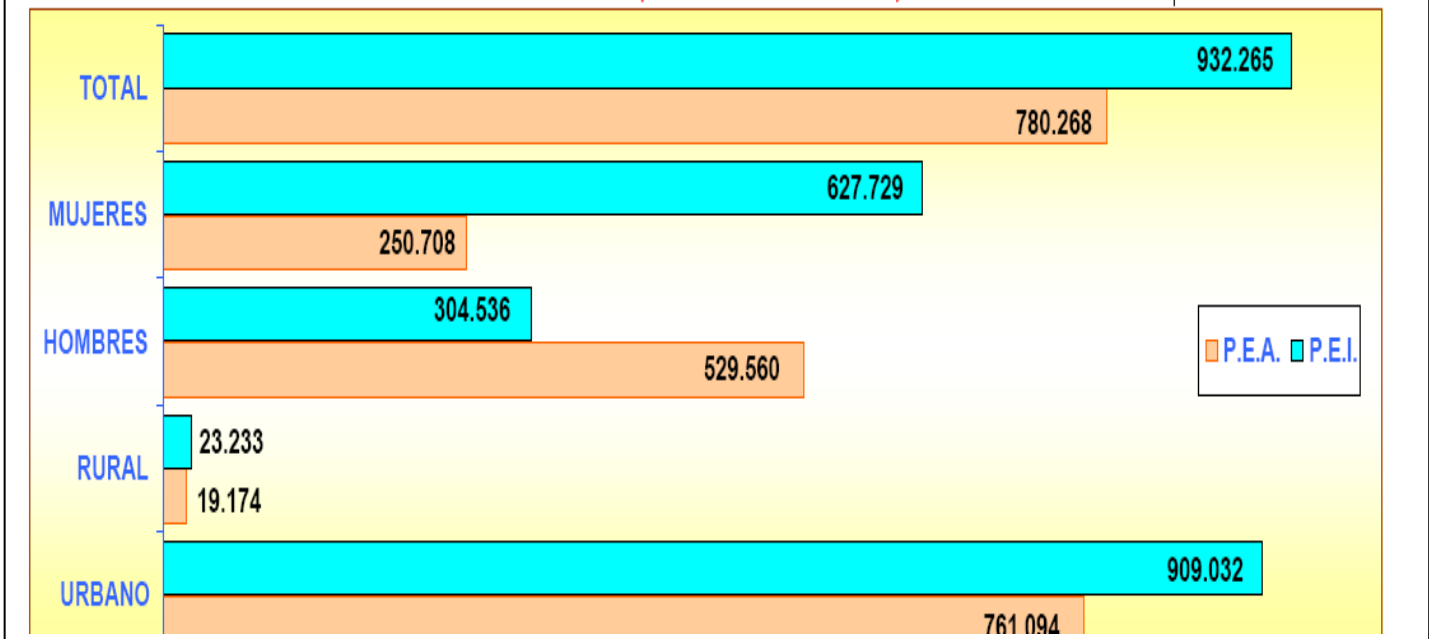 932.265
TOTAL
780.268
627.729
MUJERES
250.708
304.536
HOMBRES
529.560
P.E.A. P.E.I.
23.233
RURAL
19.174
909.032
URBANO
761.094